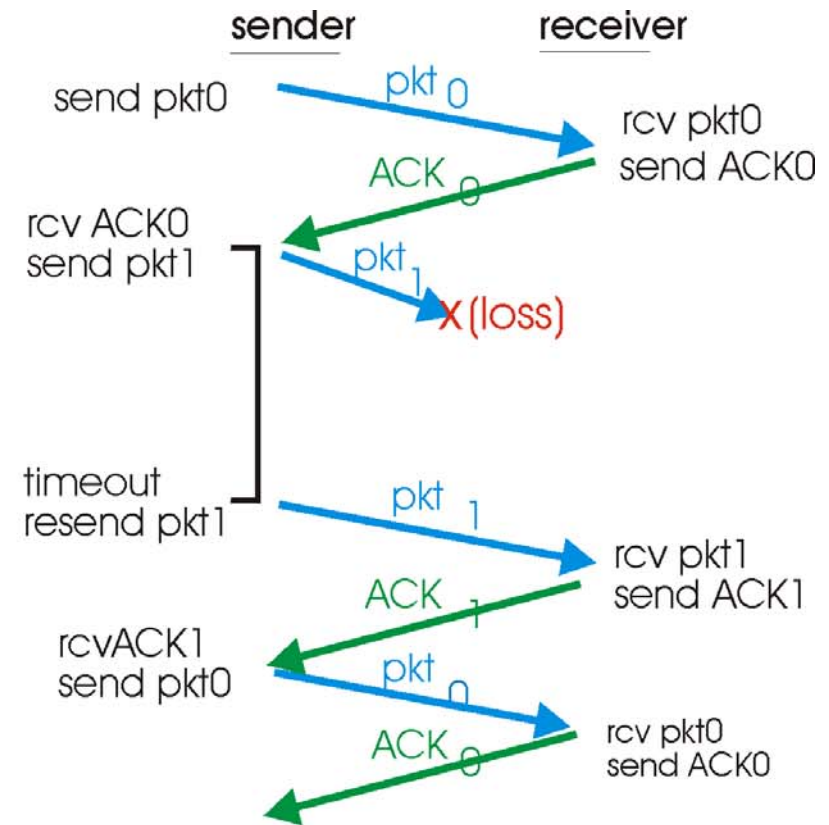 sender
receiver
send pkt0
pkt 0
rcv pkt0
send ACK0
ACK 0
rcv ACK0
send pkt1
pkt 1
X (loss)
timeout
resend pkt1
pkt 1
rcv pkt1
send ACK1
ACK 1
rcvACK1
send pkt0
pkt 0
rcv pkt0
send ACK0
ACK 0